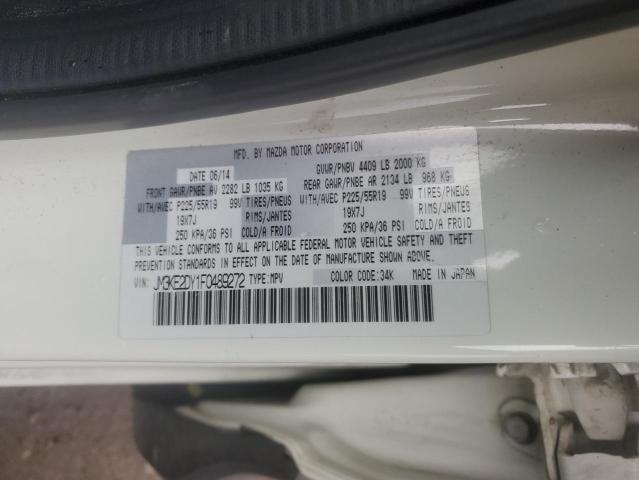 MFD. BY MAZDA MOTOR CORPORATION
DATE 06/14 GVWR/PNBV 4409 LB 2000 KG
FRONT GAWR/PNBE AV 2282 LB 1035 KG REAR GAWR/PNBE AR 2134 LB 968 KG
WITH/AVEC P225/55R19 99V TIRES/PNEUS WITH/AVEC P225/55R19 99V TIRES/PNEUS
19X7J RIMS/JANTES 19X7J RIMS/JANTES
250 KPA/36 PSI COLD/A FROID 250 KPA/36 PSI COLD/A FROID
THIS VEHICLE CONFORMS TO ALL APPLICABLE FEDERAL MOTOR VEHICLE SAFETY AND THEFT
PREVENTION STANDARDS IN EFFECT ON THE DATE OF MANUFACTURE SHOWN ABOVE.
VIN: JM3KE2DY1F0489272 TYPE:MPV COLOR CODE:34K MADE IN JAPAN